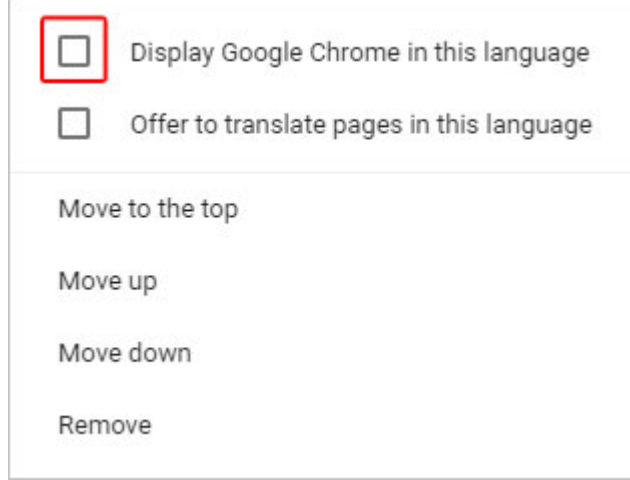 Display Google Chrome in this language
Offer to translate pages in this language
Move to the top
Move up
Move down
Remove